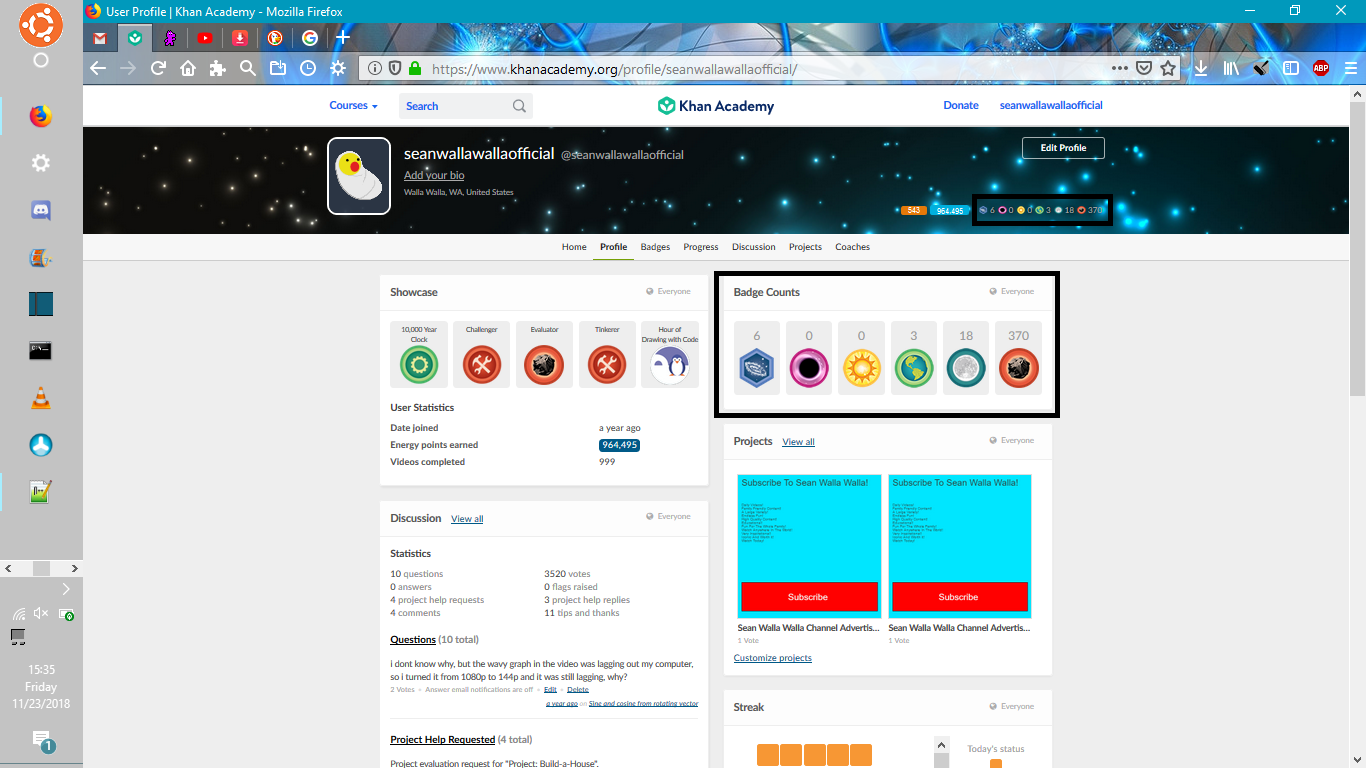 User Profile | Khan Academy - Mozilla Firefox
https://www.khanacademy.org/profile/seanwallawallaofficial/
ABP
Courses
Search
Khan Academy
Donate
seanwallawallaofficial
seanwallawallaofficial @seanwallawallaofficial
Edit Profile
Add your bio
Walla Walla, WA, United States
543 964,495 6 0 0 3 18 370
Home Profile Badges Progress Discussion Projects Coaches
Showcase Everyone
10,000 Year Clock
Challenger
Evaluator
Tinkerer
Hour of Drawing with Code
User Statistics
Date joined a year ago
Energy points earned 964,495
Videos completed 999
Badge Counts Everyone
6 0 0 3 18 370
Projects View all Everyone
Subscribe To Sean Walla Walla!
Subscribe
Sean Walla Walla Channel Advertis...
1 Vote
Subscribe To Sean Walla Walla!
Subscribe
Sean Walla Walla Channel Advertis...
1 Vote
Customize projects
Discussion View all Everyone
Statistics
10 questions 3520 votes
0 answers 0 flags raised
4 project help requests 3 project help replies
4 comments 11 tips and thanks
Questions (10 total)
i dont know why, but the wavy graph in the video was lagging out my computer,
so i turned it from 1080p to 144p and it was still lagging, why?
2 Votes • Answer email notifications are off • Edit • Delete
a year ago on Sine and cosine from rotating vector
Project Help Requested (4 total)
Project evaluation request for "Project: Build-a-House".
Streak Everyone
Today's status
15:35
Friday
11/23/2018
1